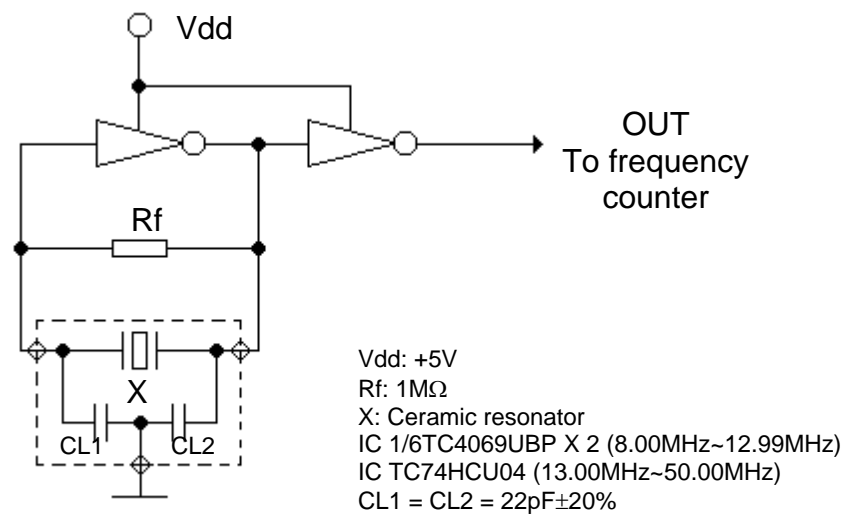 Vdd
OUT
To frequency
counter
Rf
X
CL1
CL2
Vdd: +5V
Rf: 1MΩ
X: Ceramic resonator
IC 1/6TC4069UBP X 2 (8.00MHz~12.99MHz)
IC TC74HCU04 (13.00MHz~50.00MHz)
CL1 = CL2 = 22pF±20%